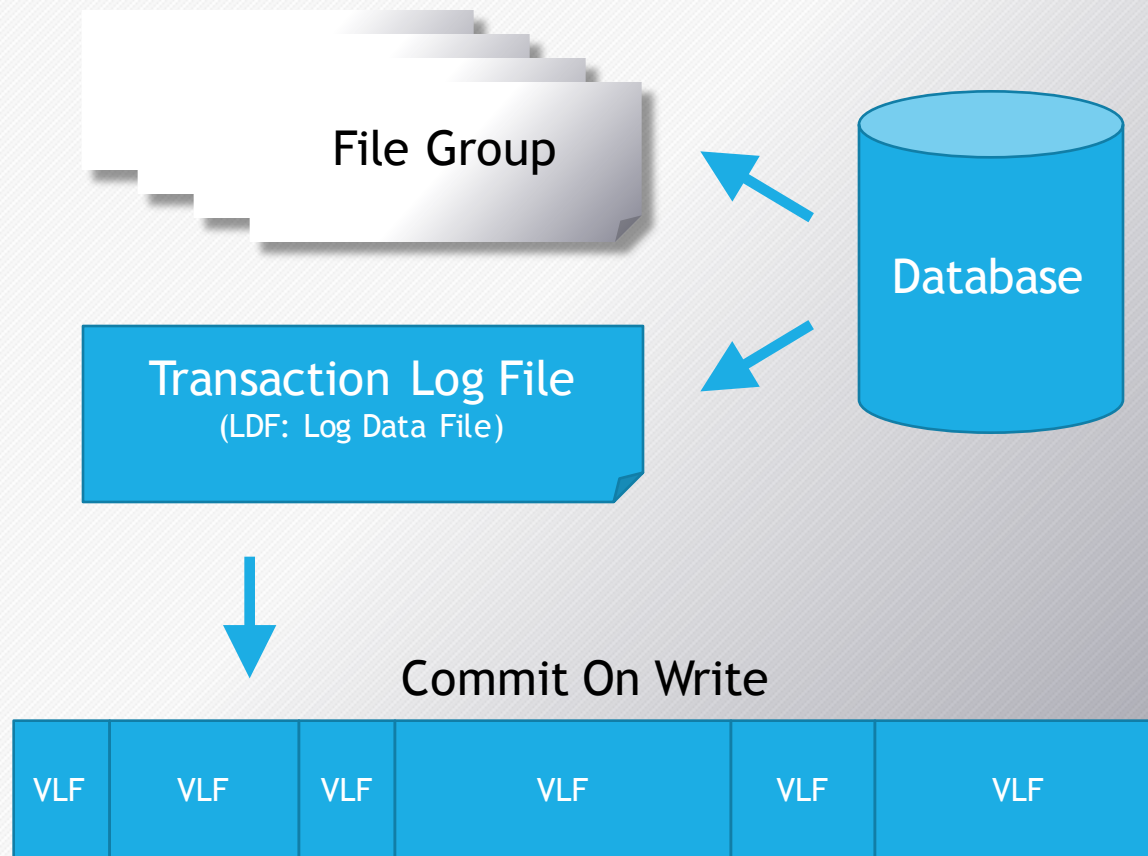 File Group
Database
Transaction Log File
(LDF: Log Data File)
Commit On Write
VLF VLF VLF VLF VLF VLF